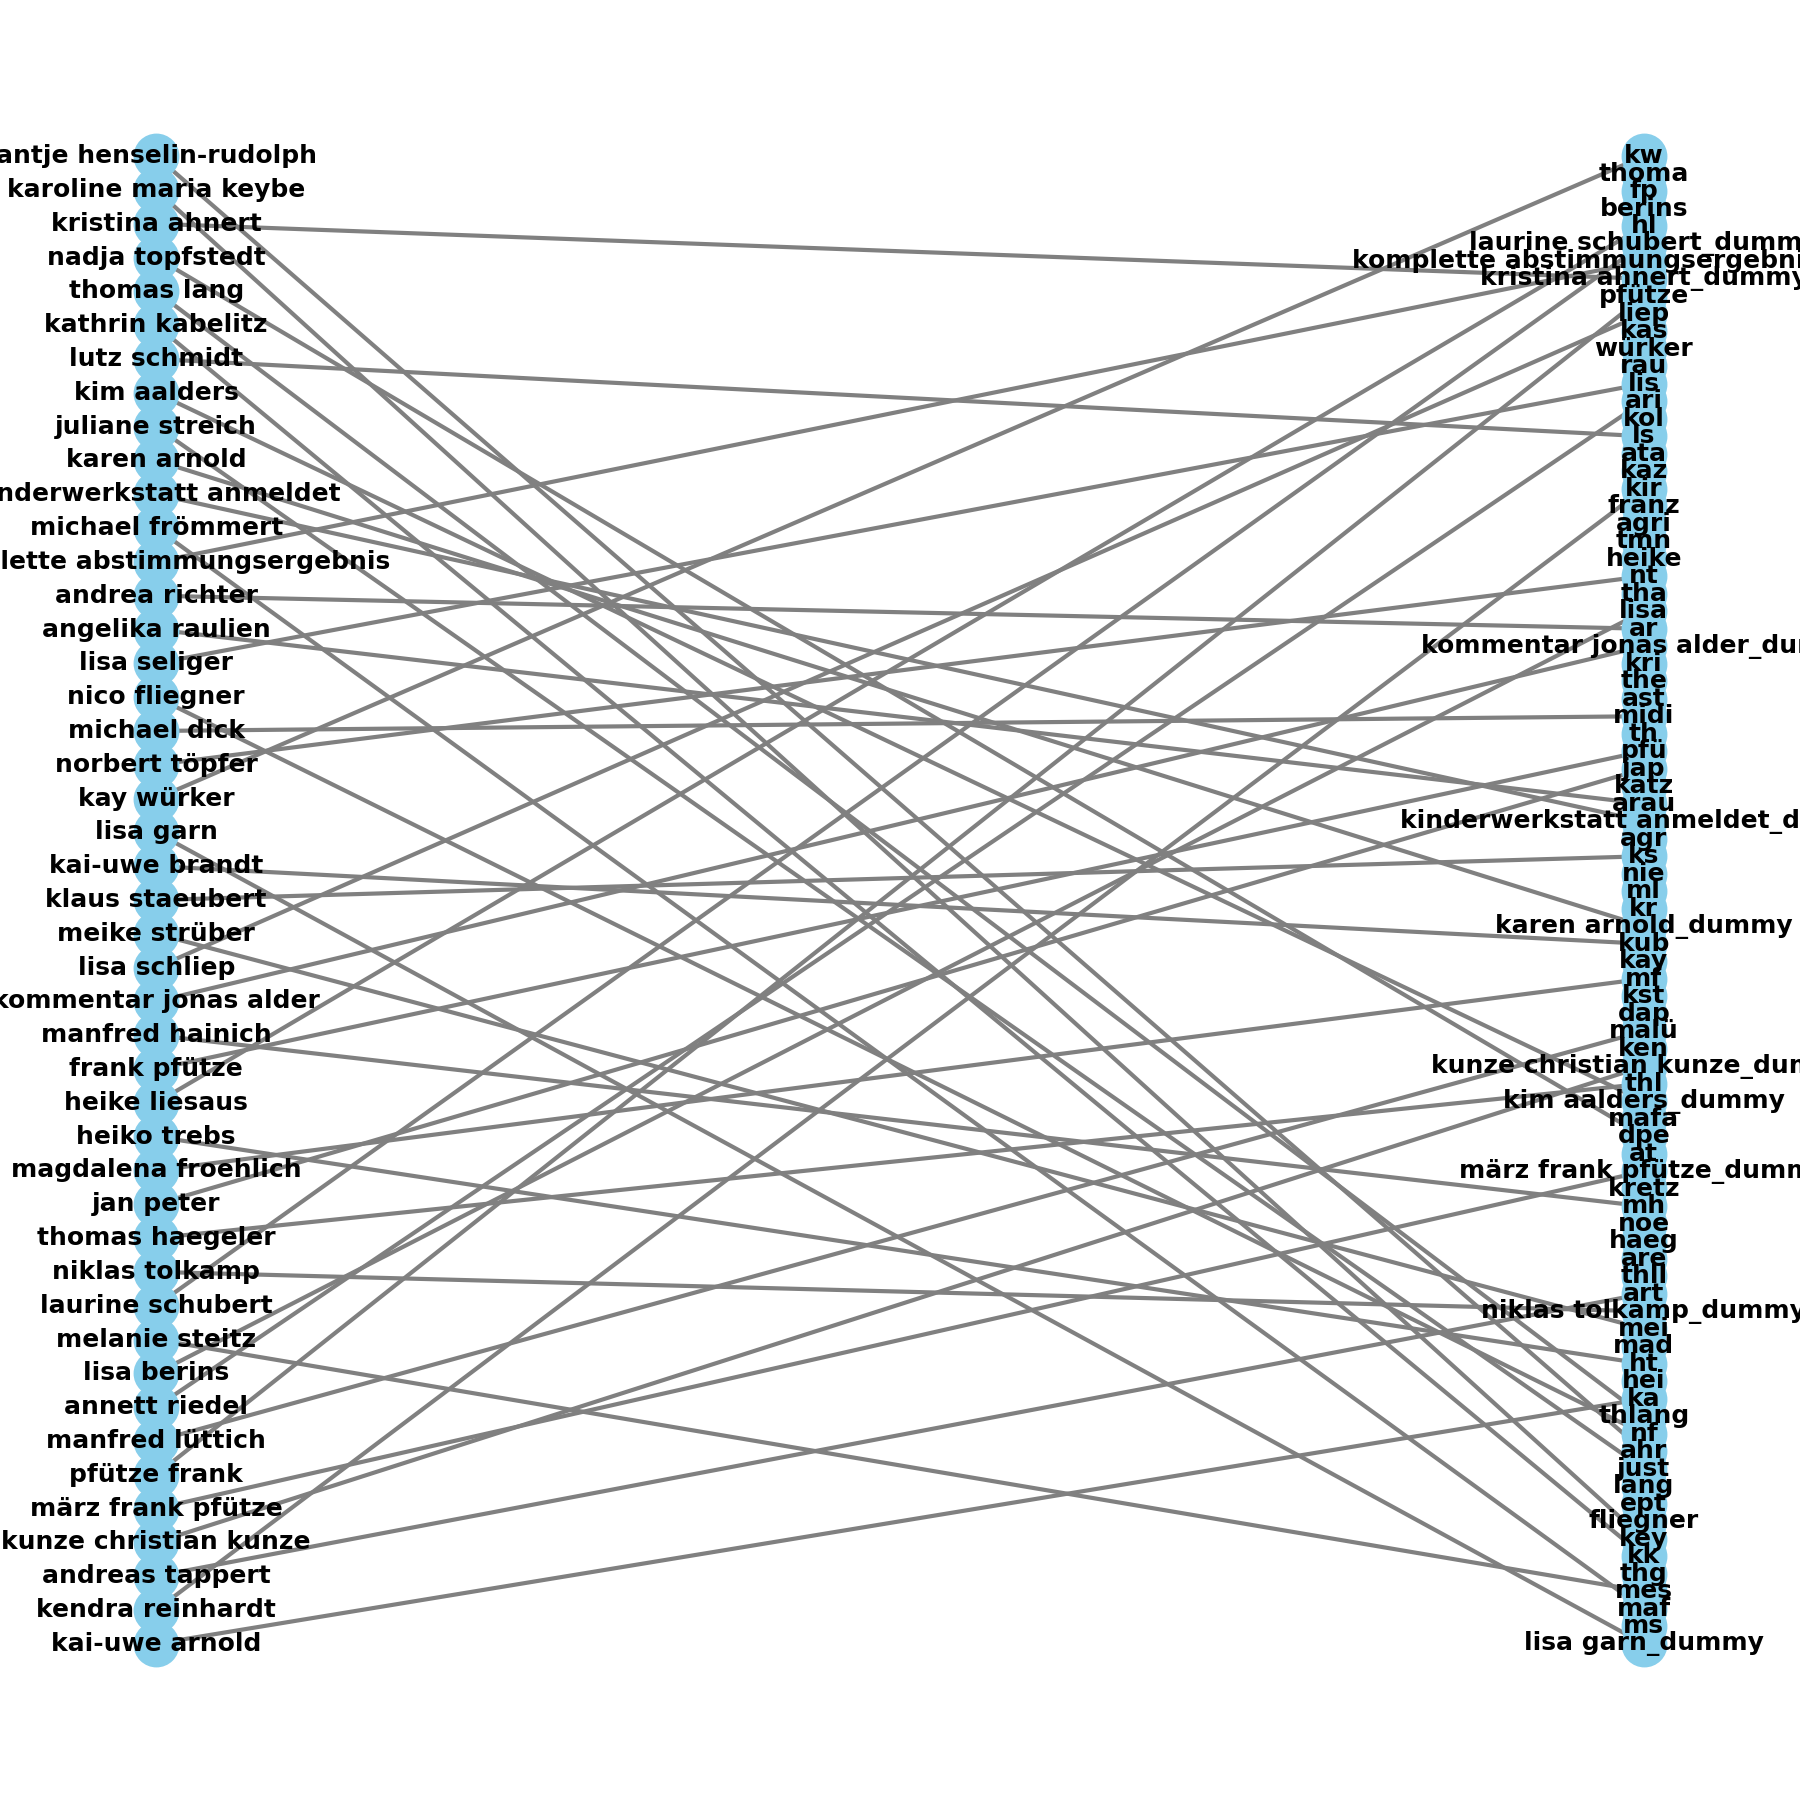 antje henselin-rudolph
karoline maria keybe
kristina ahnert
nadja topfstedt
thomas lang
kathrin kabelitz
lutz schmidt
kim aalders
juliane streich
karen arnold
nderwerkstatt anmeldet
michael frömmert
lette abstimmungsergebnis
andrea richter
angelika raulien
lisa seliger
nico fliegner
michael dick
norbert töpfer
kay würker
lisa garn
kai-uwe brandt
klaus staeubert
meike strüber
lisa schliep
kommentar jonas alder
manfred hainich
frank pfütze
heike liesaus
heiko trebs
magdalena froehlich
jan peter
thomas haegeler
niklas tolkamp
laurine schubert
melanie steitz
lisa berins
annett riedel
manfred lüttich
pfütze frank
märz frank pfütze
kunze christian kunze
andreas tappert
kendra reinhardt
kai-uwe arnold
kw
thoma
fp
berins
hl
laurine schubert_dumm
komplette abstimmungsergebni
kristina ahnert_dummy
pfütze
liep
kas
würker
rau
lis
ari
kol
ls
ata
kaz
kir
franz
agri
tmn
heike
nt
tha
lisa
ar
kommentar jonas alder_du
kri
the
ast
midi
th
pfü
jap
katz
arau
kinderwerkstatt anmeldet_d
agr
ks
nie
ml
kr
karen arnold_dummy
kub
kay
mf
kst
dap
malü
ken
kunze christian kunze_dum
thl
kim aalders_dummy
mafa
dpe
at
märz frank pfütze_dumm
kretz
mh
noe
haeg
are
thll
art
niklas tolkamp_dummy
mei
mad
ht
hei
ka
thlang
nf
ahr
just
lang
ept
fliegner
key
kk
thg
mes
maf
ms
lisa garn_dummy